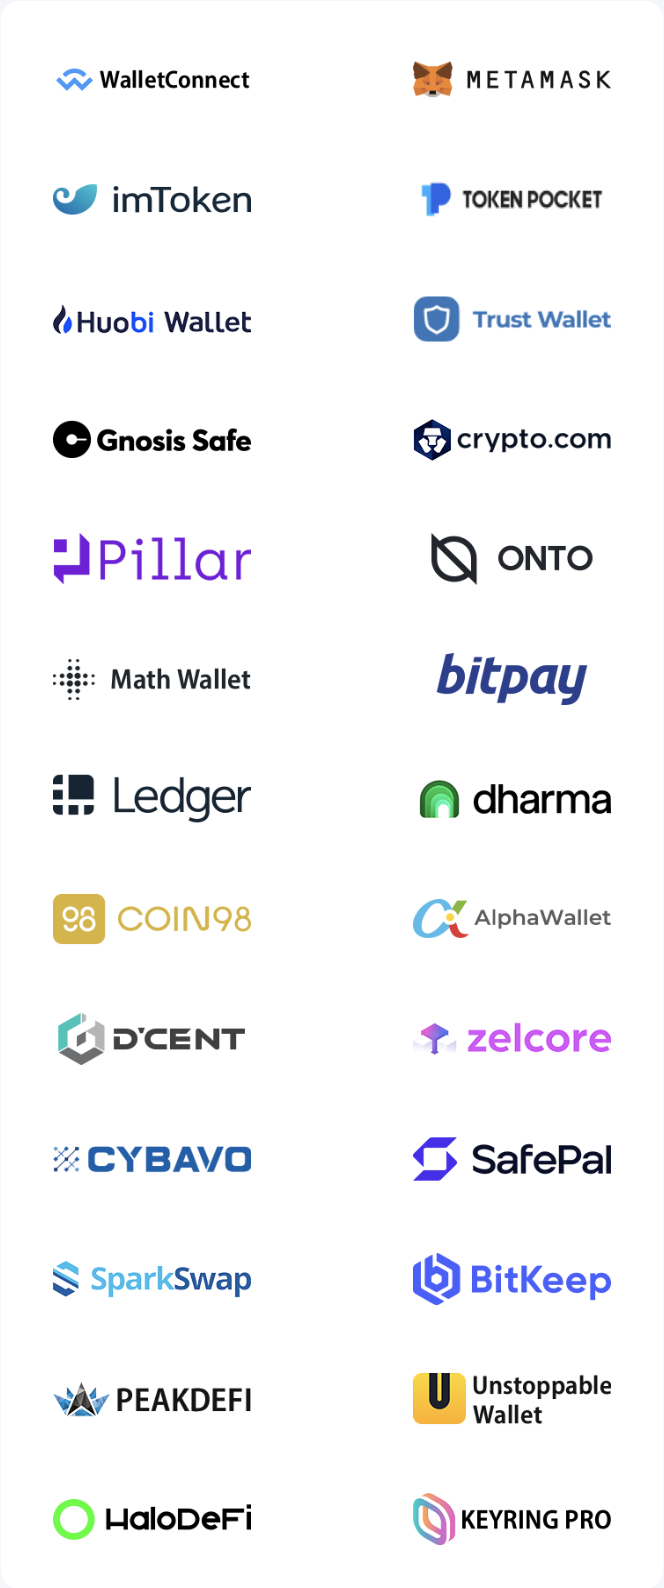 WalletConnect
METAMASK
imToken
TOKEN POCKET
Huobi Wallet
Trust Wallet
Gnosis Safe
crypto.com
Pillar
ONTO
Math Wallet
bitpay
Ledger
dharma
98 COIN98
AlphaWallet
D'CENT
zelcore
CYBAVO
SafePal
SparkSwap
BitKeep
PEAKDEFI
Unstoppable
Wallet
HaloDeFi
KEYRING PRO